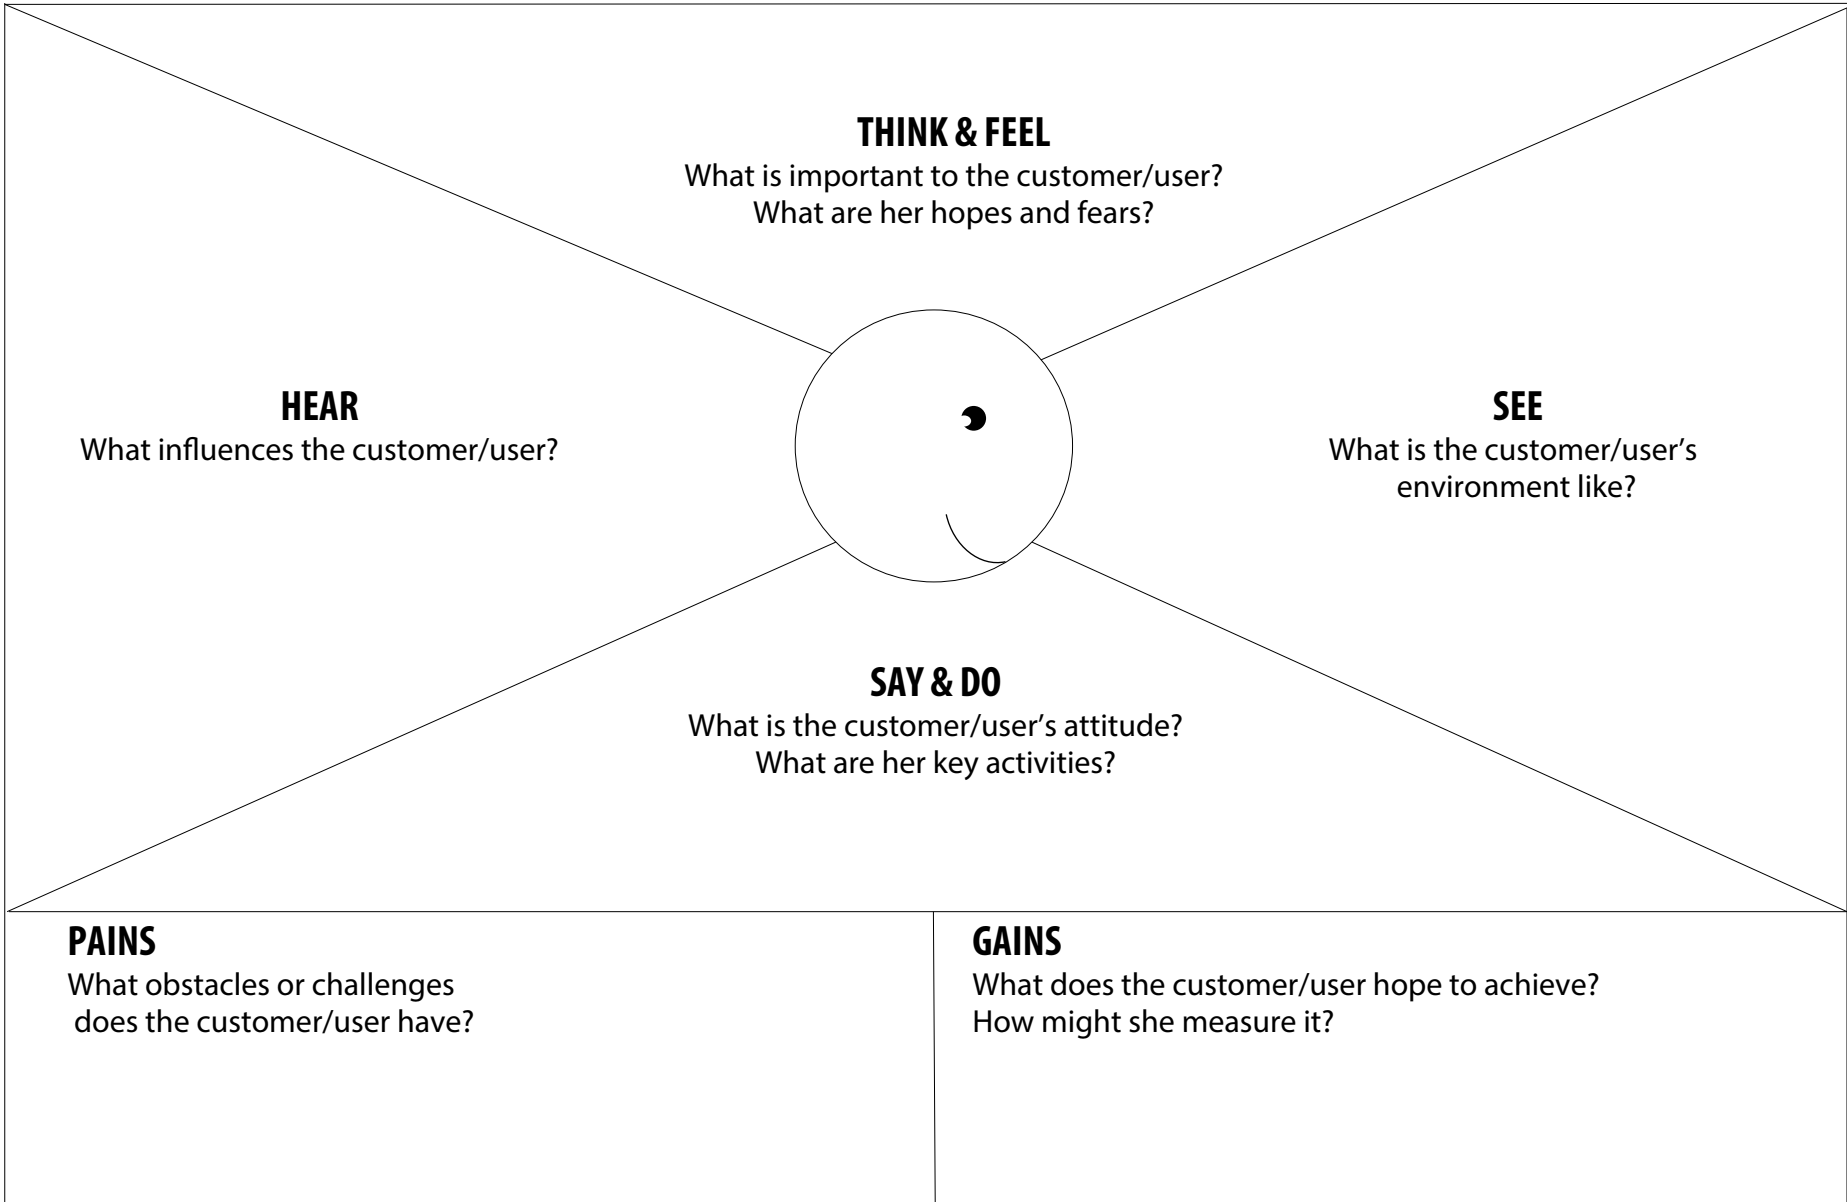 THINK & FEEL
What is important to the customer/user?
What are her hopes and fears?
HEAR
What influences the customer/user?
SEE
What is the customer/user’s
environment like?
SAY & DO
What is the customer/user’s attitude?
What are her key activities?
PAINS
What obstacles or challenges
does the customer/user have?
GAINS
What does the customer/user hope to achieve?
How might she measure it?